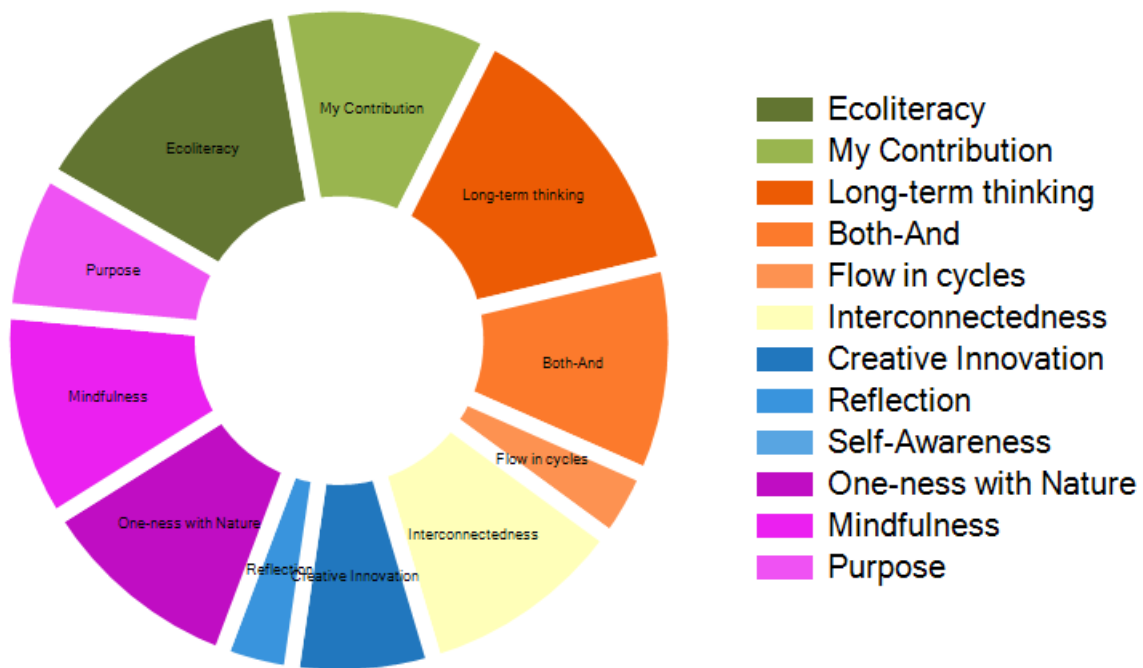 My Contribution
Ecoliteracy
Long-term thinking
Purpose
Both-And
Mindfulness
Flow in cycles
One-ness with Nature
Interconnectedness
Reflection
Creative Innovation
Ecoliteracy
My Contribution
Long-term thinking
Both-And
Flow in cycles
Interconnectedness
Creative Innovation
Reflection
Self-Awareness
One-ness with Nature
Mindfulness
Purpose